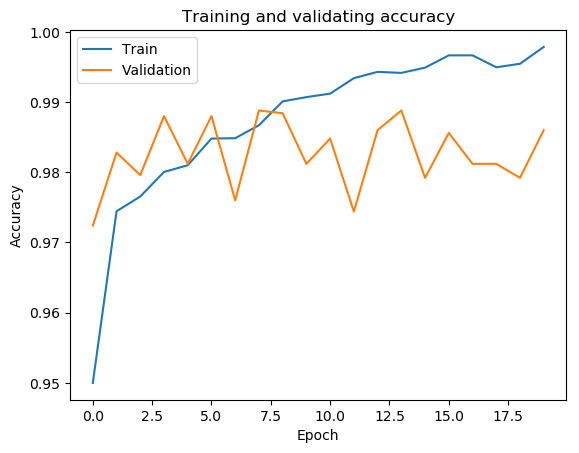 Training and validating accuracy
Train
Validation
1.00
0.99
0.98
0.97
0.96
0.95
Accuracy
0.0 2.5 5.0 7.5 10.0 12.5 15.0 17.5
Epoch